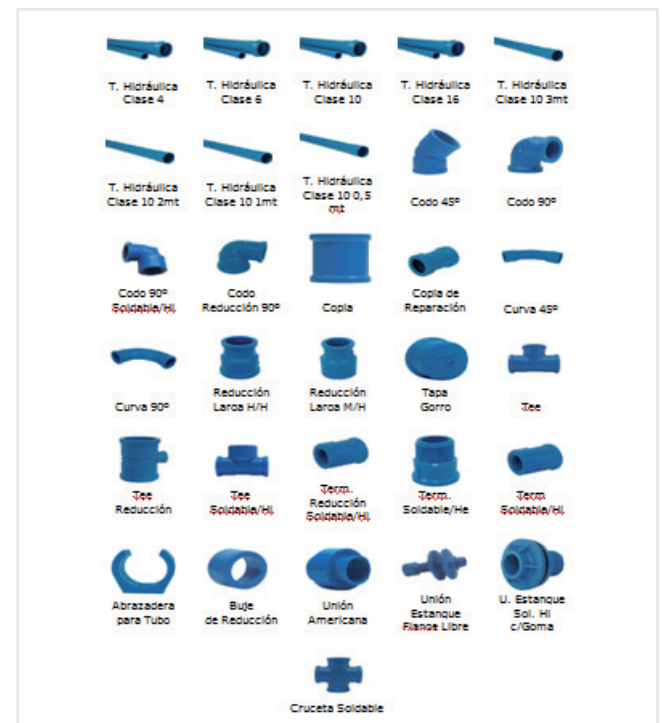 T. Hidráulica T. Hidráulica T. Hidráulica T. Hidráulica T. Hidráulica
Clase 4 Clase 6 Clase 10 Clase 16 Clase 10 3mt
T. Hidráulica T. Hidráulica T. Hidráulica
Clase 10 2mt Clase 10 1mt Clase 10 0,5 Codo 45º Codo 90º
mt
Codo 90º Codo Copla Copla de Curva 45º
Soldable/Hi. Reducción 90º Reparación
Curva 90º Reducción Reducción Tapa Tee
Larga H/H Larga M/H Gorro
Tee Tee Term. Term. Term.
Reducción Soldable/Hi. Reducción Soldable/He Soldable/Hi.
Soldable/Hi.
Abrazadera Buje Unión Unión U. Estanque
para Tubo de Reducción Americana Estanque Sol. Hi
Flange Libre c/Goma
Cruceta Soldable